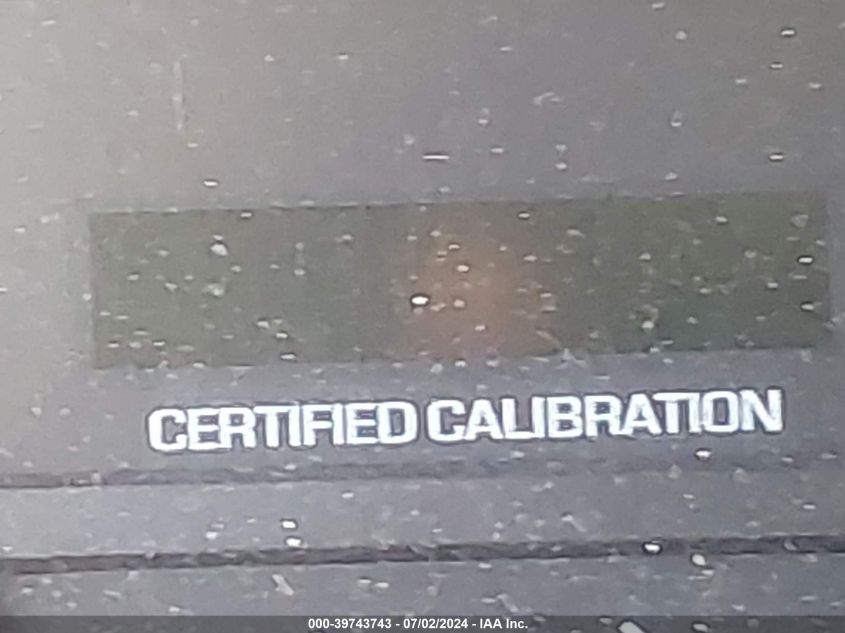 CERTIFIED CALIBRATION
000-39743743 - 07/02/2024 - IAA Inc.